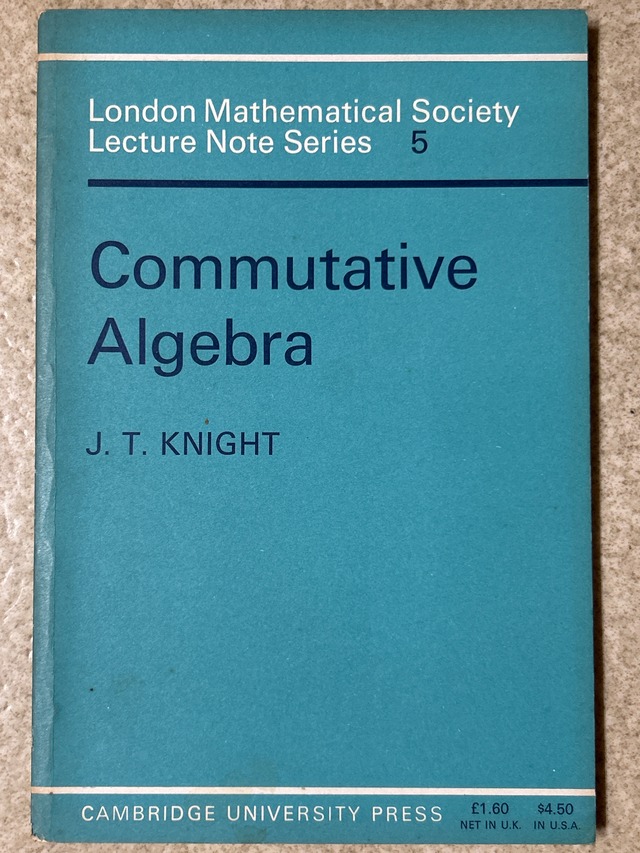 London Mathematical Society
Lecture Note Series 5
Commutative
Algebra
J. T. KNIGHT
CAMBRIDGE UNIVERSITY PRESS £1.60 $4.50
NET IN U.K. IN U.S.A.